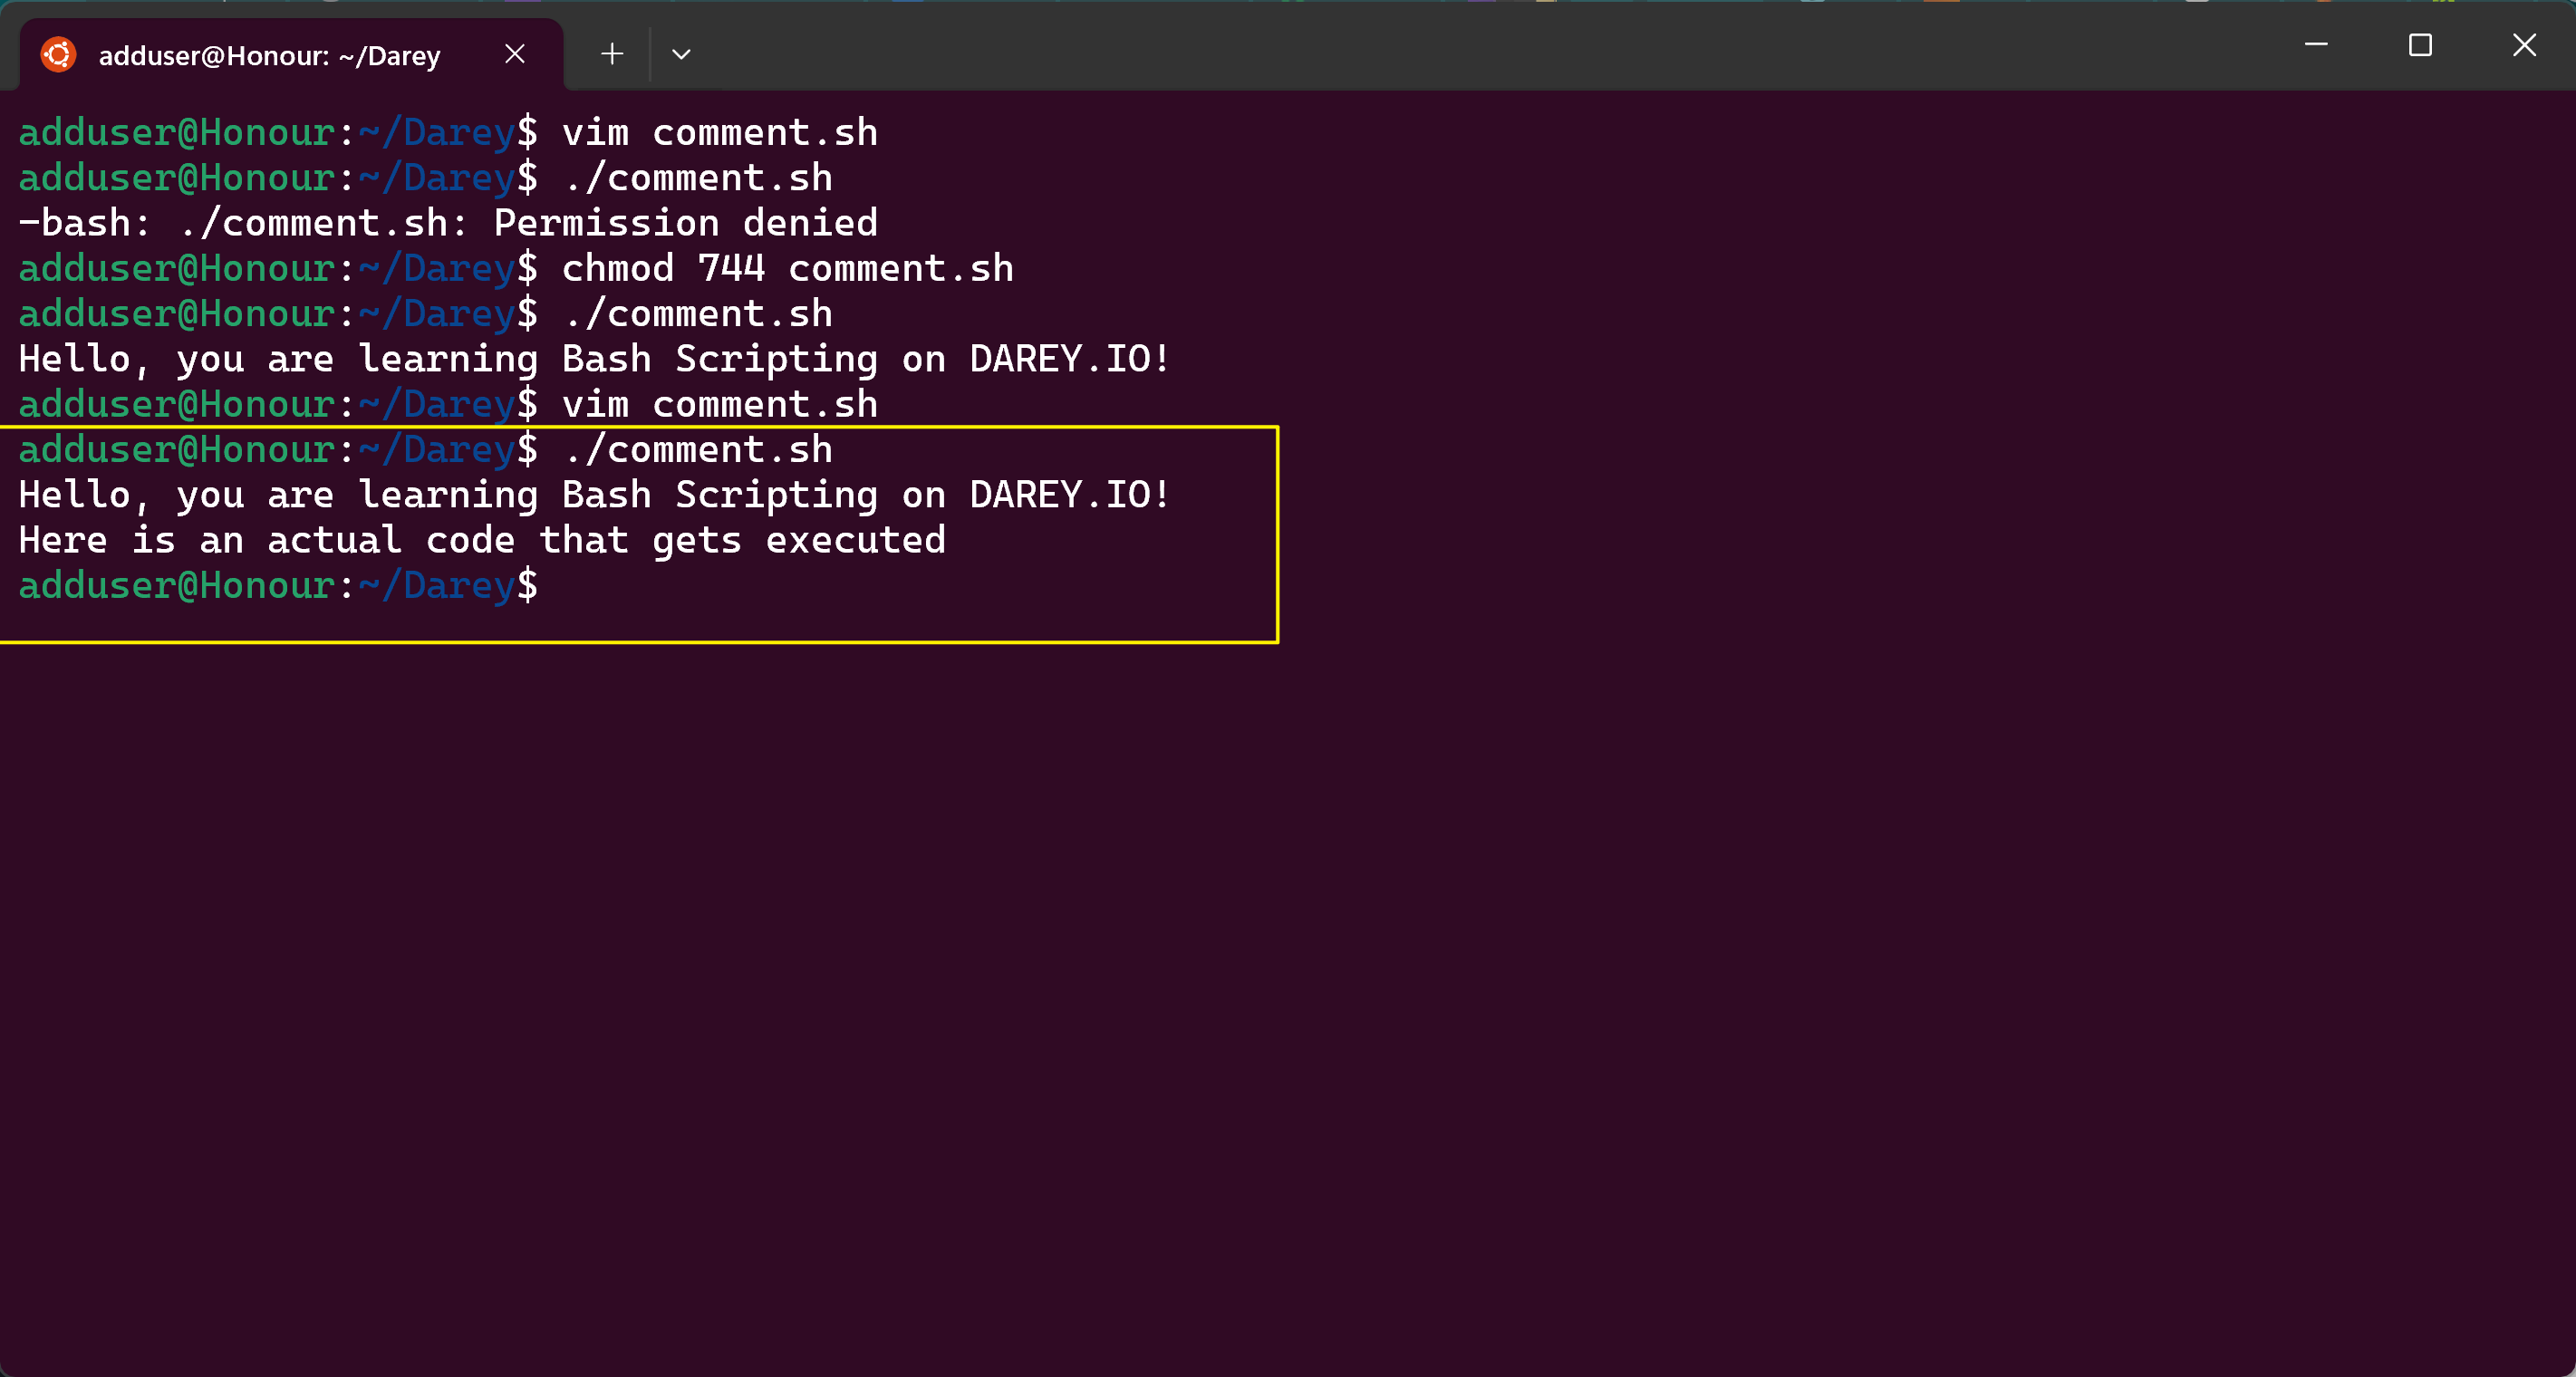 adduser@Honour: ~/Darey
adduser@Honour:~/Darey$ vim comment.sh
adduser@Honour:~/Darey$ ./comment.sh
-bash: ./comment.sh: Permission denied
adduser@Honour:~/Darey$ chmod 744 comment.sh
adduser@Honour:~/Darey$ ./comment.sh
Hello, you are learning Bash Scripting on DAREY.IO!
adduser@Honour:~/Darey$ vim comment.sh
adduser@Honour:~/Darey$ ./comment.sh
Hello, you are learning Bash Scripting on DAREY.IO!
Here is an actual code that gets executed
adduser@Honour:~/Darey$